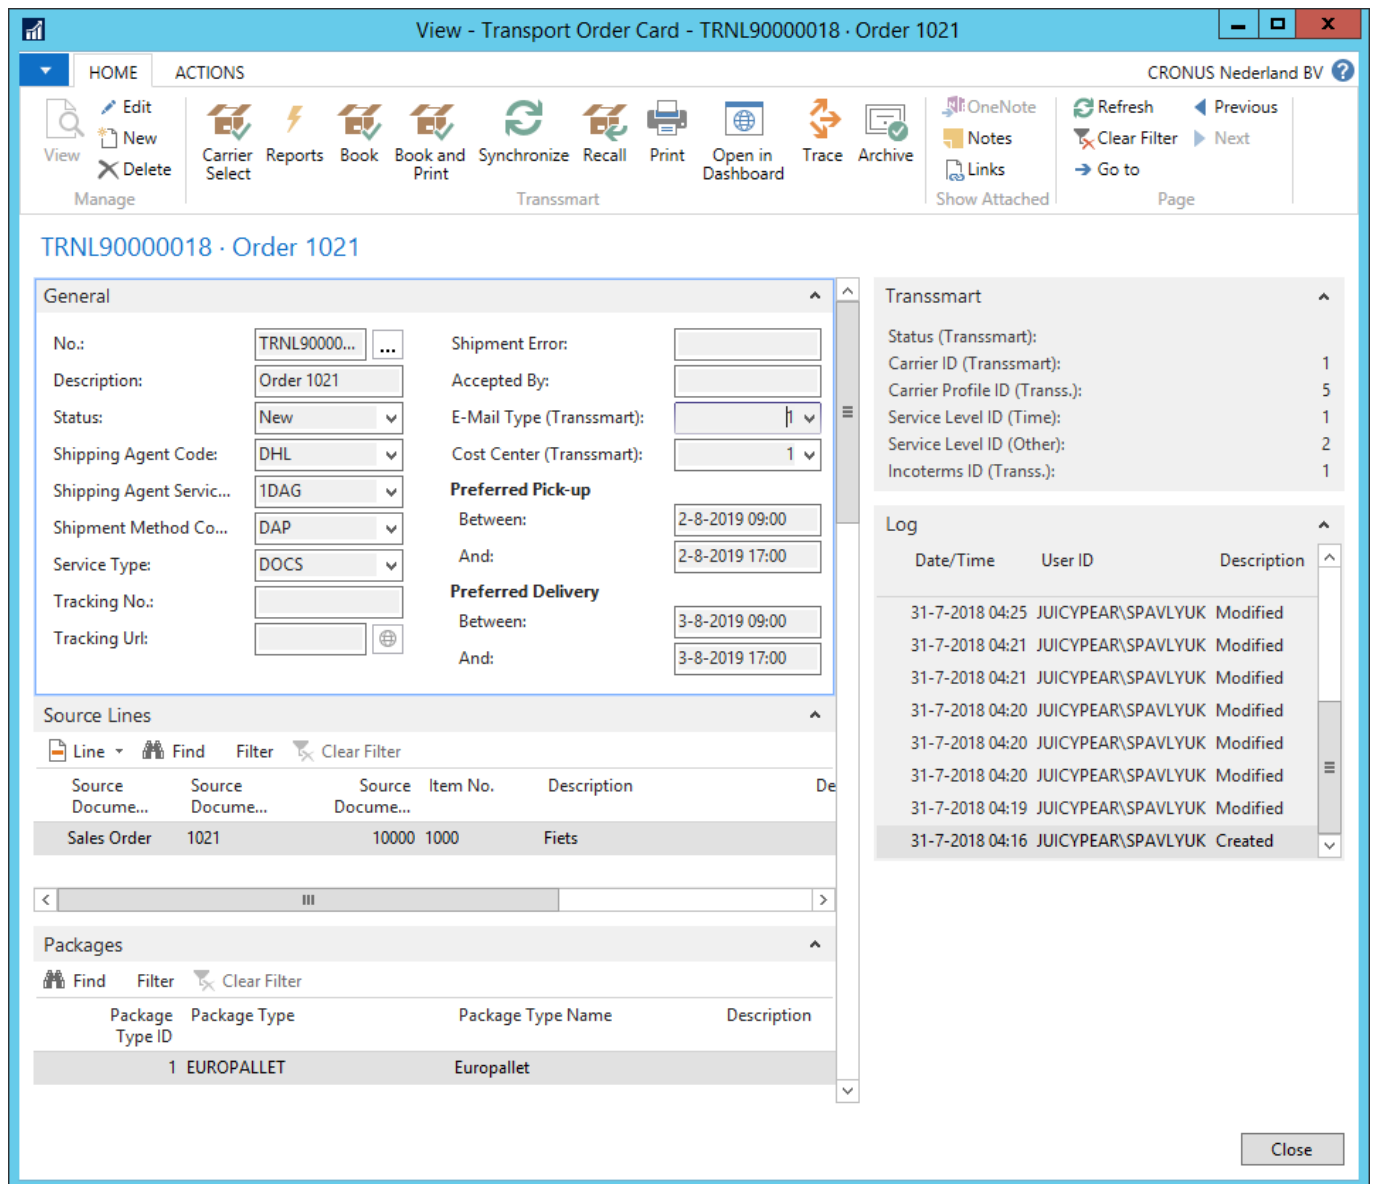 View - Transport Order Card - TRNL90000018 · Order 1021
HOME ACTIONS CRONUS Nederland BV
View Edit New Delete
Manage
Carrier Select Reports Book Book and Print Synchronize Recall Print Open in Dashboard Trace Archive
Transsmart
OneNote Notes Links
Show Attached
Refresh Clear Filter Go to Previous Next
Page
TRNL90000018 · Order 1021
General
No.: TRNL90000... ...
Description: Order 1021
Status: New
Shipping Agent Code: DHL
Shipping Agent Servic... 1DAG
Shipment Method Co... DAP
Service Type: DOCS
Tracking No.:
Tracking Url:
Shipment Error:
Accepted By:
E-Mail Type (Transsmart): 1
Cost Center (Transsmart): 1
Preferred Pick-up
Between: 2-8-2019 09:00
And: 2-8-2019 17:00
Preferred Delivery
Between: 3-8-2019 09:00
And: 3-8-2019 17:00
Source Lines
Line Find Filter Clear Filter
Source Docume... Source Docume... Source Docume... Item No. Description De
Sales Order 1021 10000 1000 Fiets
Packages
Find Filter Clear Filter
Package Type ID Package Type Package Type Name Description
1 EUROPALLET Europallet
Transsmart
Status (Transsmart):
Carrier ID (Transsmart): 1
Carrier Profile ID (Transs.): 5
Service Level ID (Time): 1
Service Level ID (Other): 2
Incoterms ID (Transs.): 1
Log
Date/Time User ID Description
31-7-2018 04:25 JUICYPEAR\SPAVLYUK Modified
31-7-2018 04:21 JUICYPEAR\SPAVLYUK Modified
31-7-2018 04:21 JUICYPEAR\SPAVLYUK Modified
31-7-2018 04:20 JUICYPEAR\SPAVLYUK Modified
31-7-2018 04:20 JUICYPEAR\SPAVLYUK Modified
31-7-2018 04:20 JUICYPEAR\SPAVLYUK Modified
31-7-2018 04:19 JUICYPEAR\SPAVLYUK Modified
31-7-2018 04:16 JUICYPEAR\SPAVLYUK Created
Close